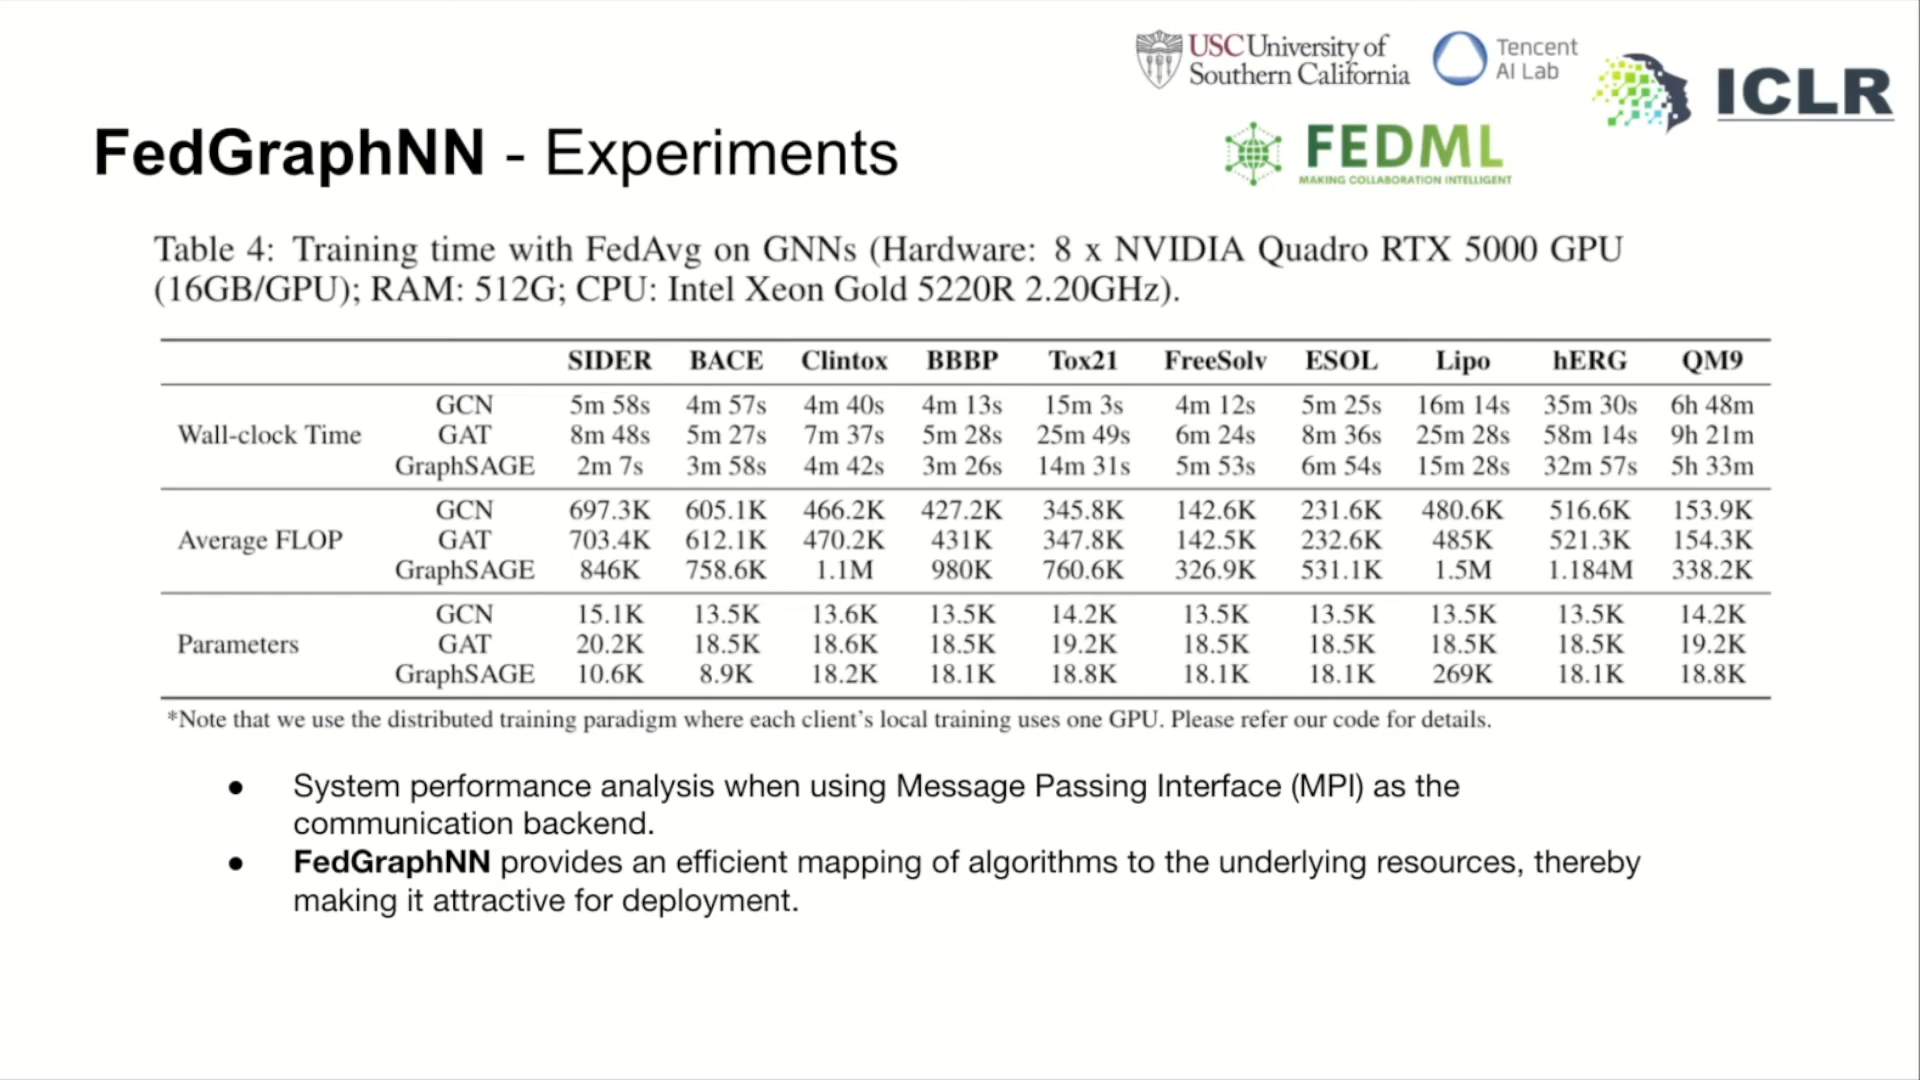 USC University of
Southern California
Tencent
AI Lab
ICLR
FEDML
MAKING COLLABORATION INTELLIGENT
FedGraphNN - Experiments
Table 4: Training time with FedAvg on GNNs (Hardware: 8 x NVIDIA Quadro RTX 5000 GPU
(16GB/GPU); RAM: 512G; CPU: Intel Xeon Gold 5220R 2.20GHz).
SIDER BACE Clintox BBBP Tox21 FreeSolv ESOL Lipo hERG QM9
GCN 5m 58s 4m 57s 4m 40s 4m 13s 15m 3s 4m 12s 5m 25s 16m 14s 35m 30s 6h 48m
Wall-clock Time GAT 8m 48s 5m 27s 7m 37s 5m 28s 25m 49s 6m 24s 8m 36s 25m 28s 58m 14s 9h 21m
GraphSAGE 2m 7s 3m 58s 4m 42s 3m 26s 14m 31s 5m 53s 6m 54s 15m 28s 32m 57s 5h 33m
GCN 697.3K 605.1K 466.2K 427.2K 345.8K 142.6K 231.6K 480.6K 516.6K 153.9K
Average FLOP GAT 703.4K 612.1K 470.2K 431K 347.8K 142.5K 232.6K 485K 521.3K 154.3K
GraphSAGE 846K 758.6K 1.1M 980K 760.6K 326.9K 531.1K 1.5M 1.184M 338.2K
GCN 15.1K 13.5K 13.6K 13.5K 14.2K 13.5K 13.5K 13.5K 13.5K 14.2K
Parameters GAT 20.2K 18.5K 18.6K 18.5K 19.2K 18.5K 18.5K 18.5K 18.5K 19.2K
GraphSAGE 10.6K 8.9K 18.2K 18.1K 18.8K 18.1K 18.1K 269K 18.1K 18.8K
*Note that we use the distributed training paradigm where each client's local training uses one GPU. Please refer our code for details.
● System performance analysis when using Message Passing Interface (MPI) as the
communication backend.
● FedGraphNN provides an efficient mapping of algorithms to the underlying resources, thereby
making it attractive for deployment.